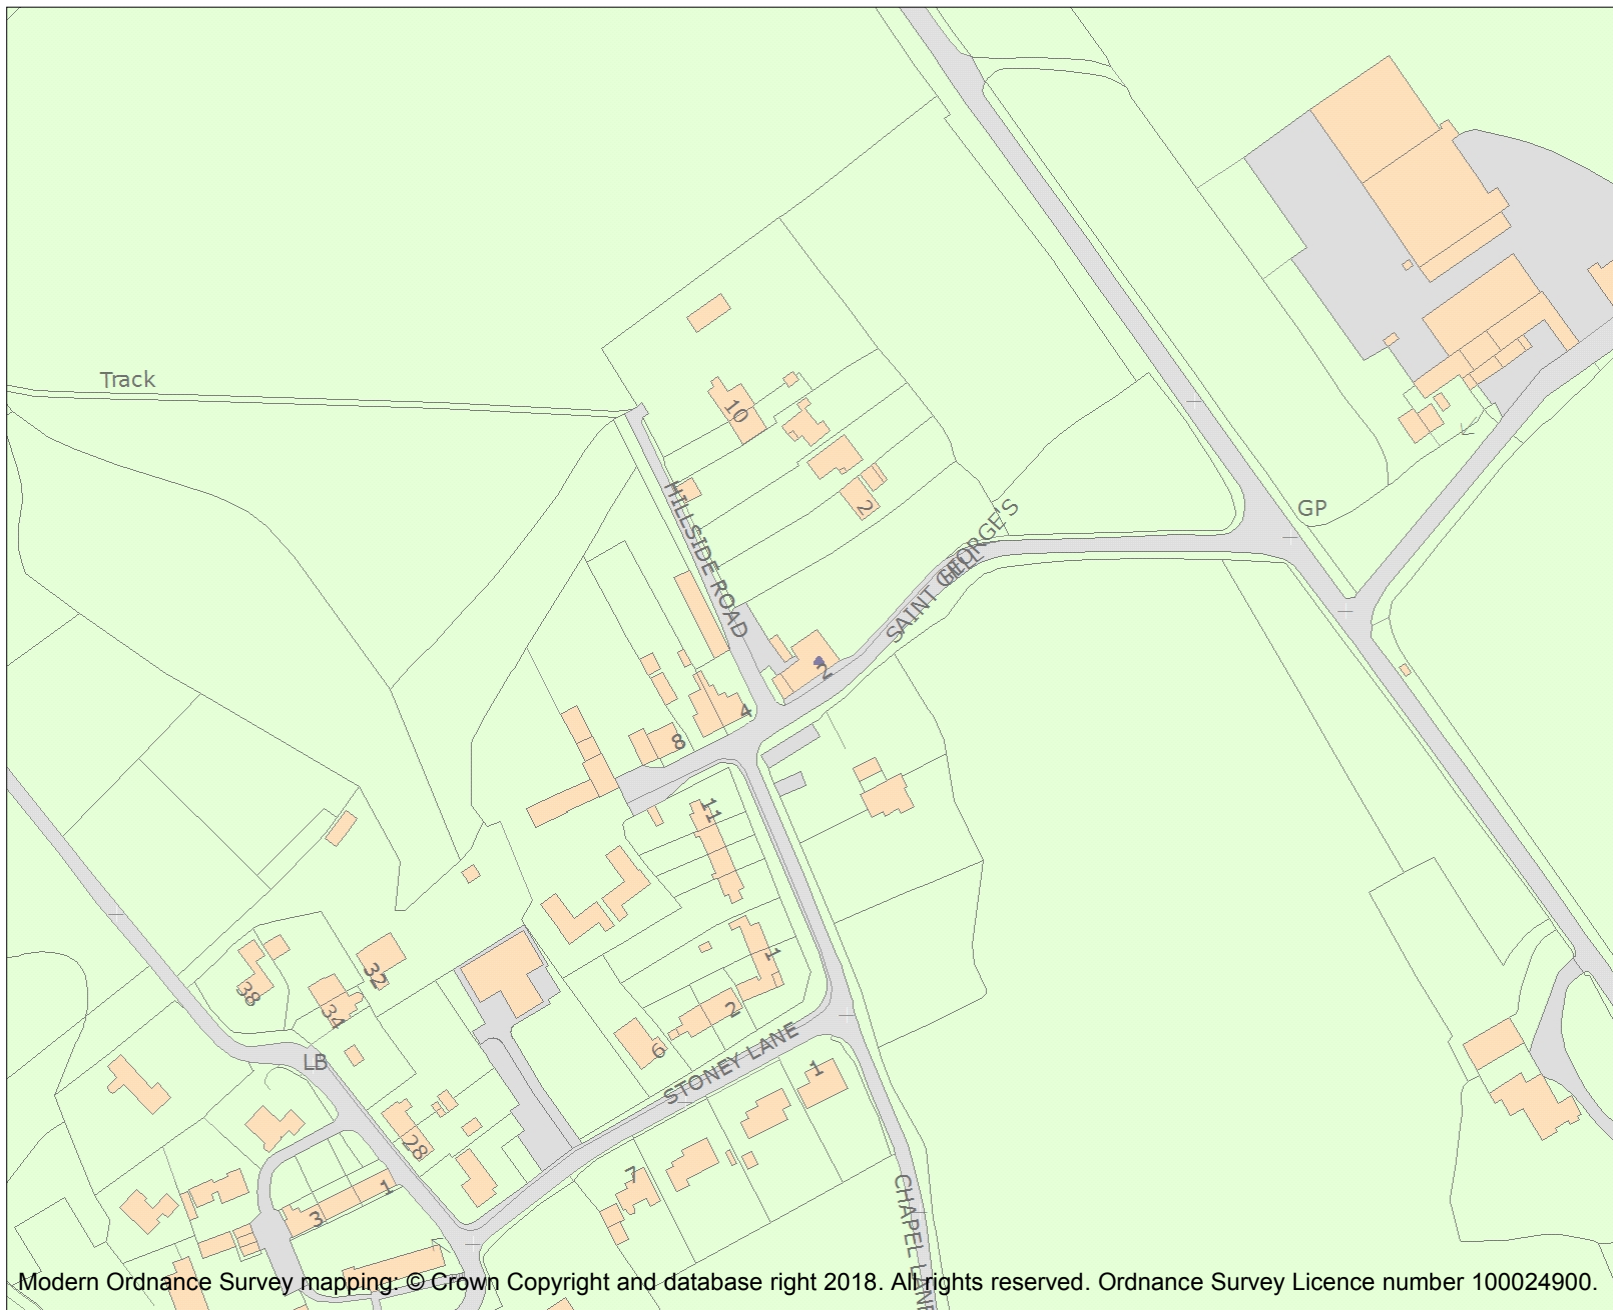 Track
10
2
HILLSIDE ROAD
SAINT GEORGE'S
HILL
GP
2
4
8
11
1
2
6
STONEY LANE
1
38
34
32
LB
28
7
1
3
CHAPEL LANE
Modern Ordnance Survey mapping: © Crown Copyright and database right 2018. All rights reserved. Ordnance Survey Licence number 100024900.